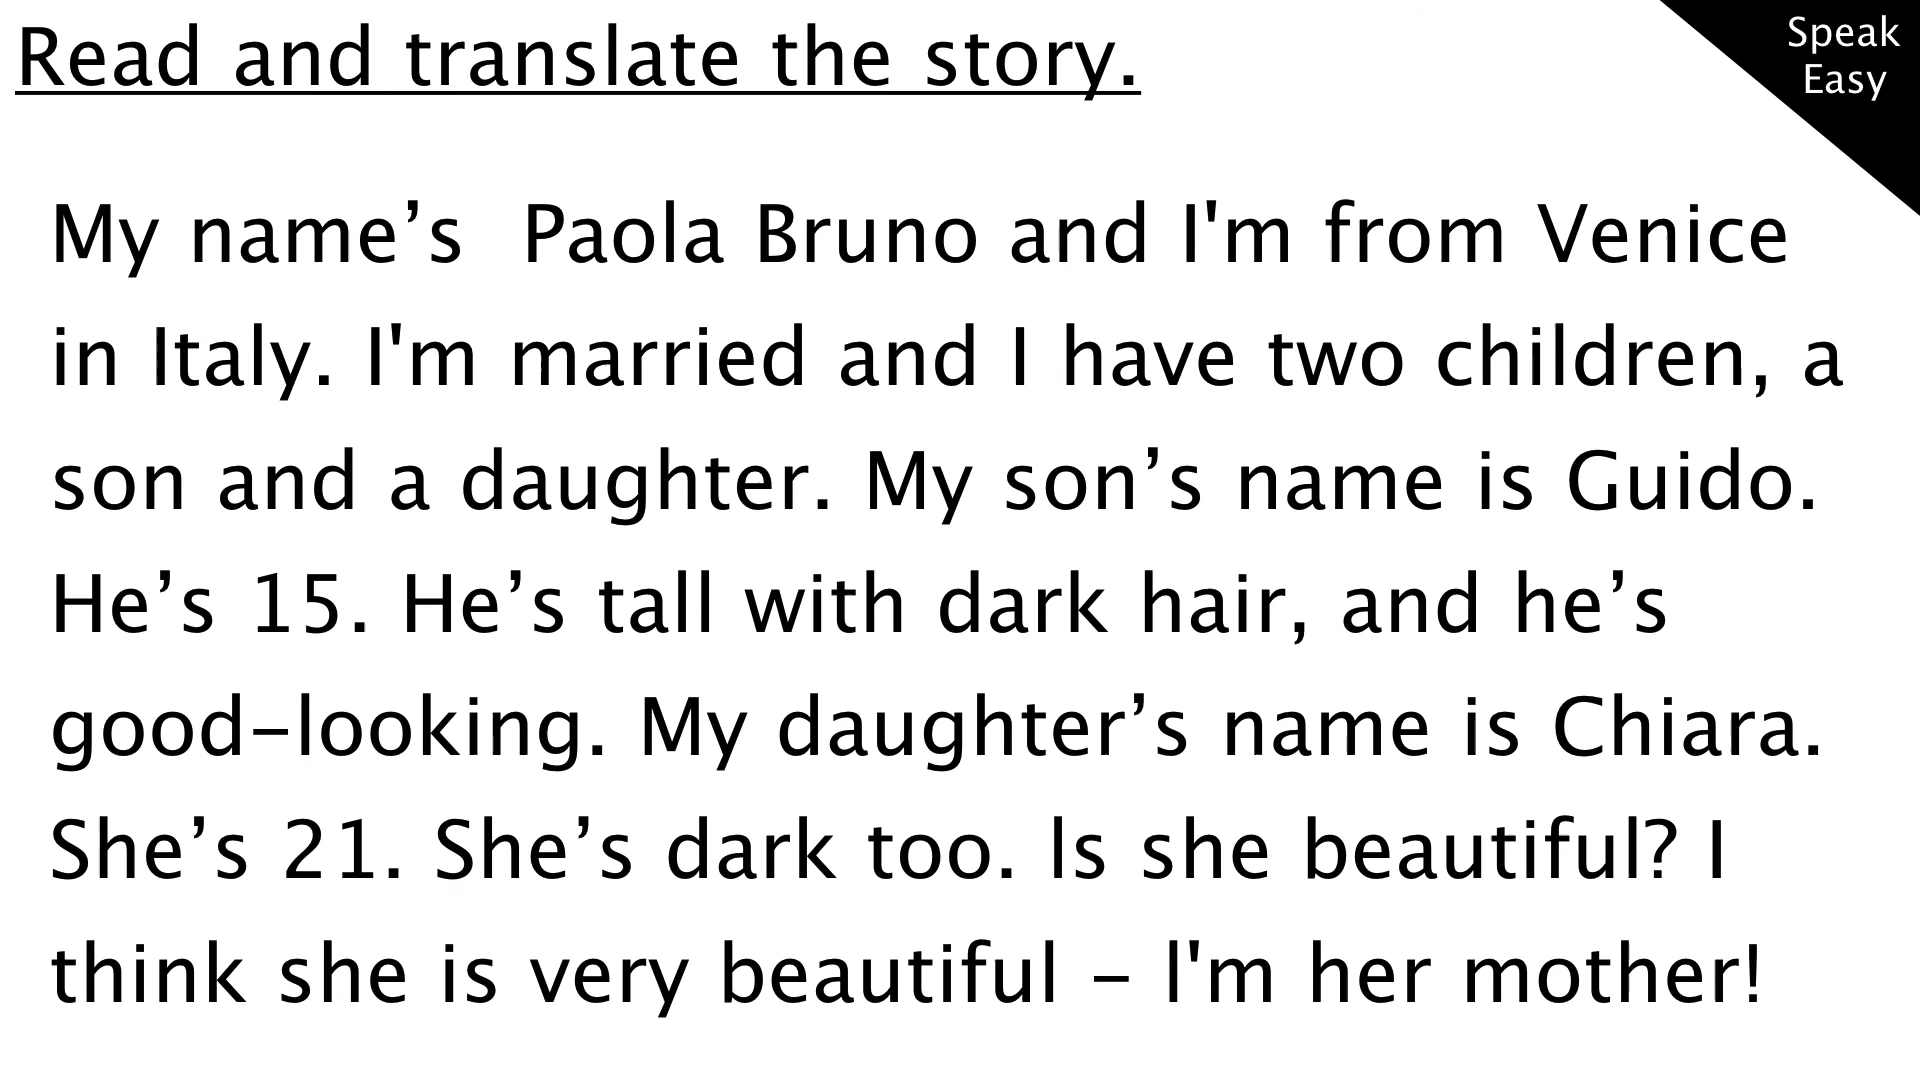 Read and translate the story.
Speak
Easy
My name’s  Paola Bruno and I'm from Venice
in Italy. I'm married and I have two children, a
son and a daughter. My son’s name is Guido.
He’s 15. He’s tall with dark hair, and he’s
good-looking. My daughter’s name is Chiara.
She’s 21. She’s dark too. ls she beautiful? I
think she is very beautiful - l'm her mother!